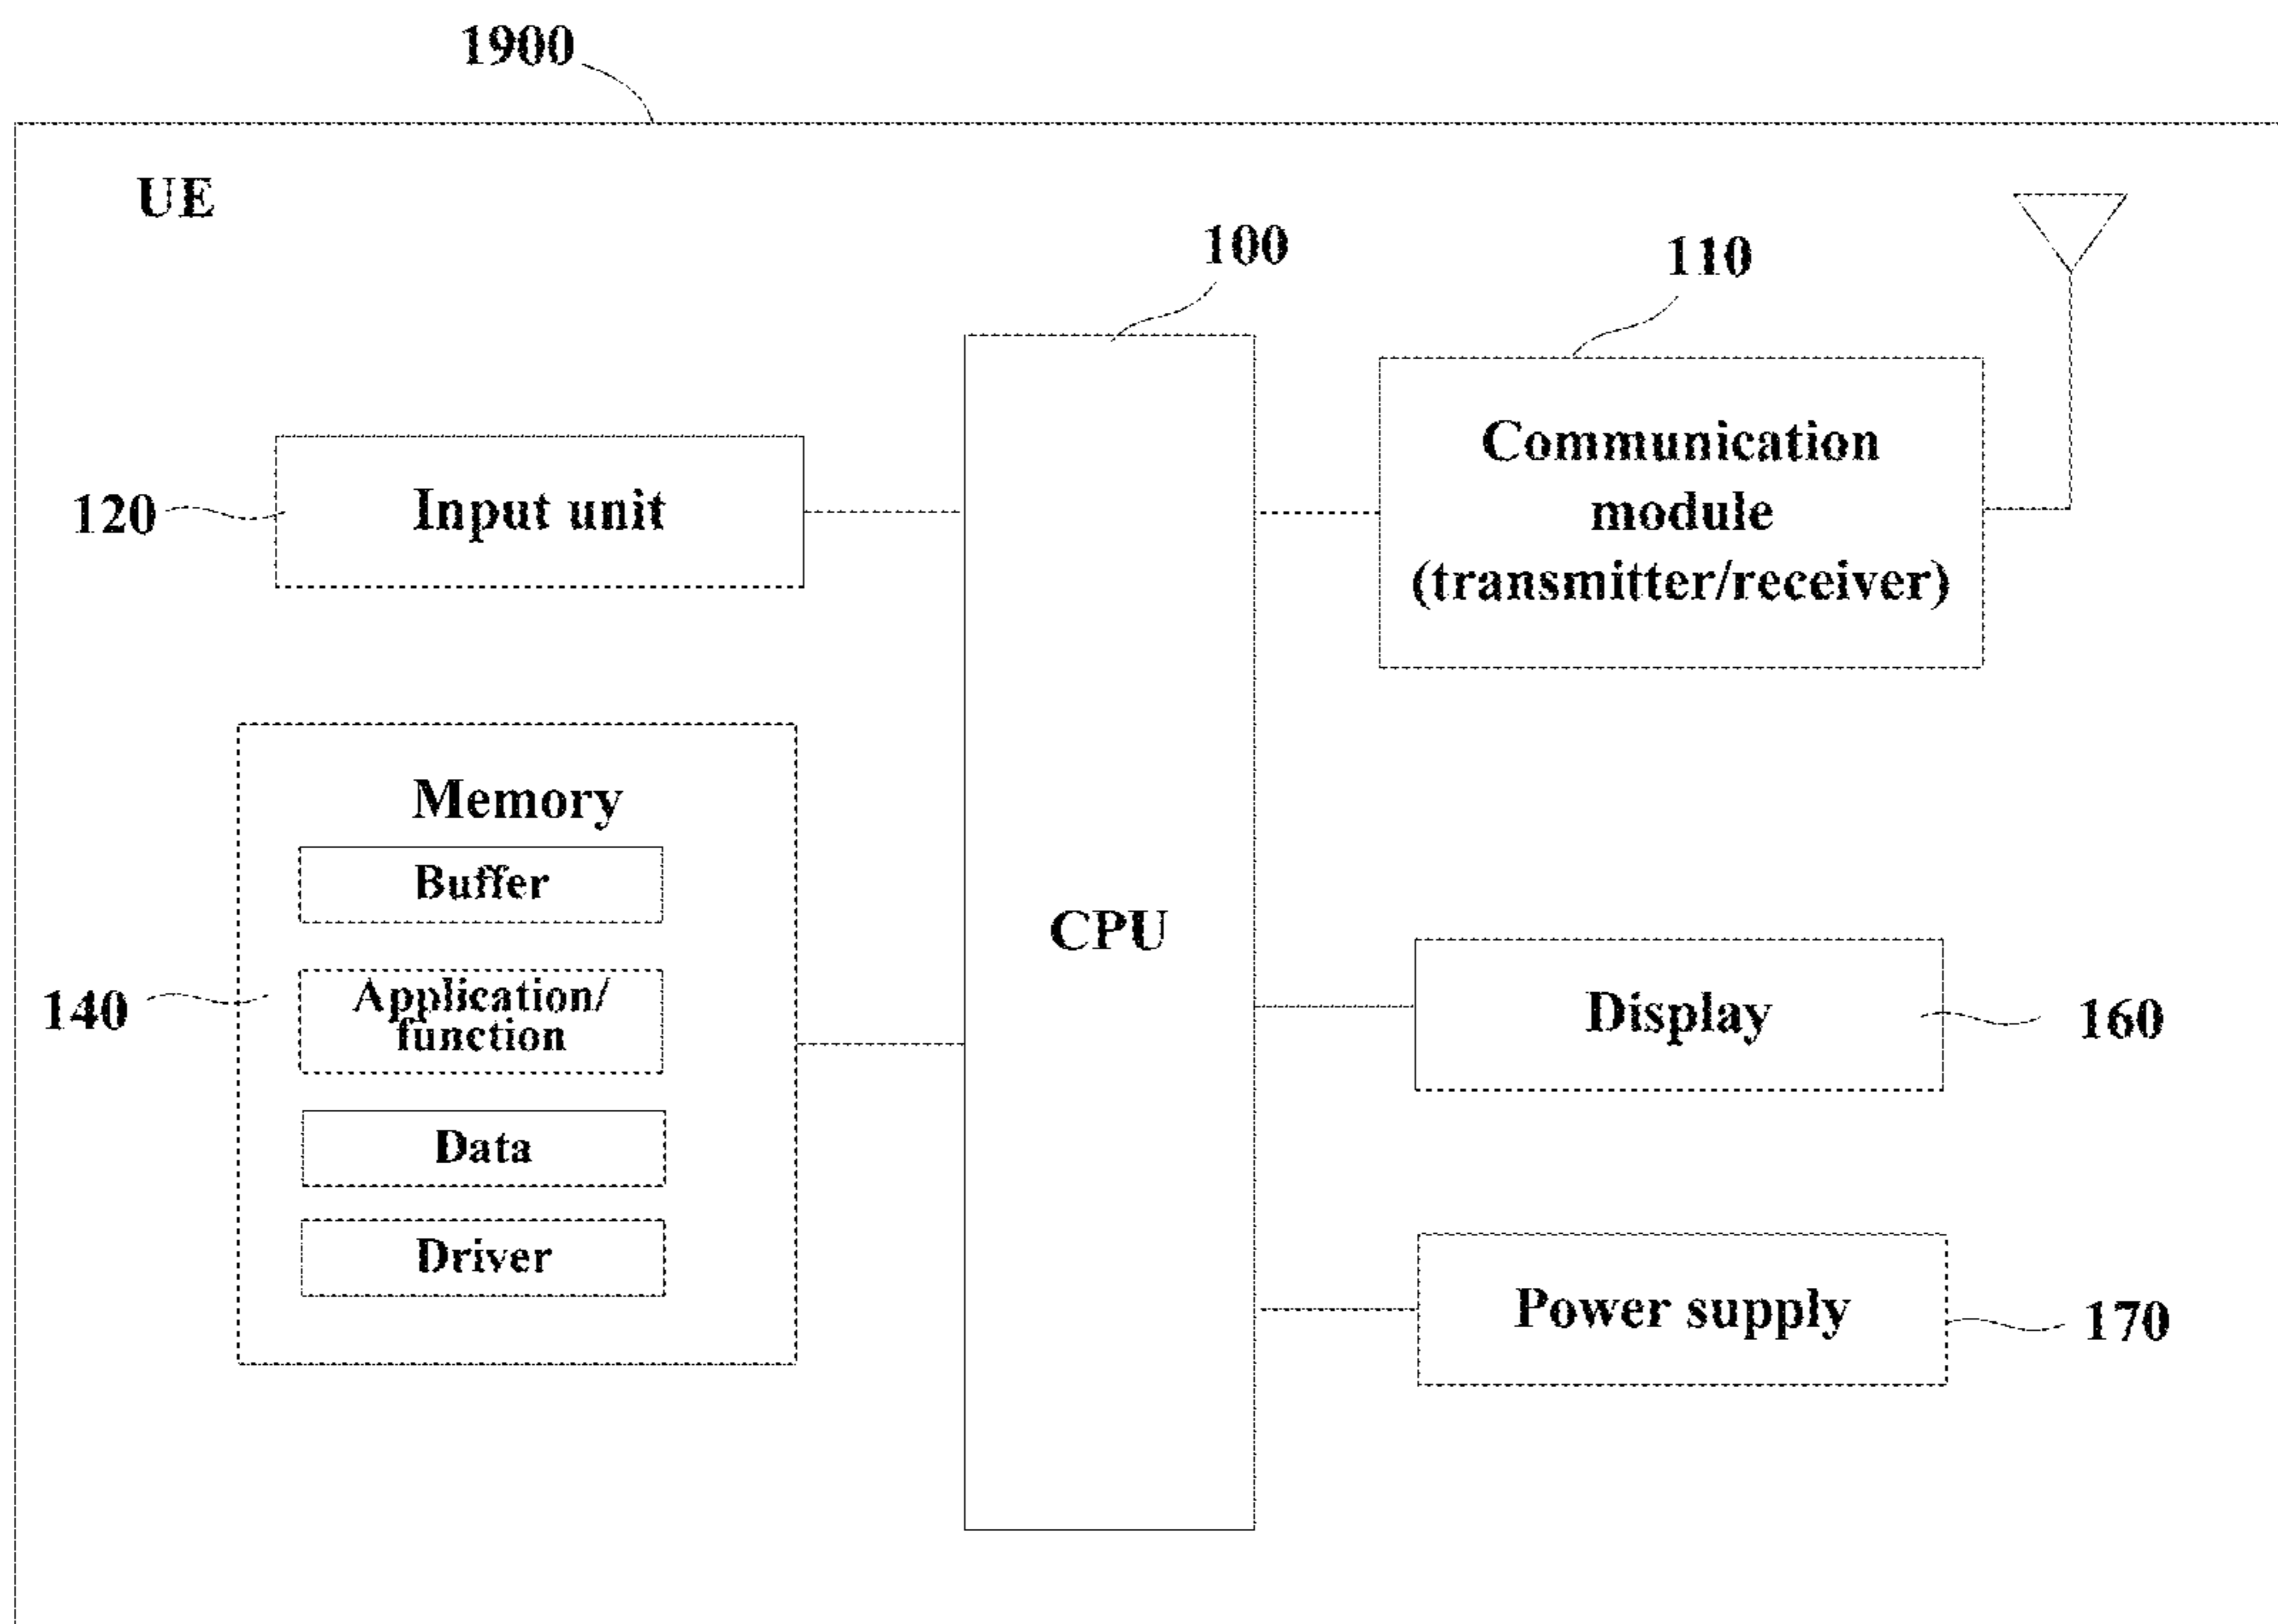 1900
UE
100
110
120
Input unit
Communication
module
(transmitter/receiver)
Memory
Buffer
140
Application/
function
Data
Driver
CPU
Display
160
Power supply
170